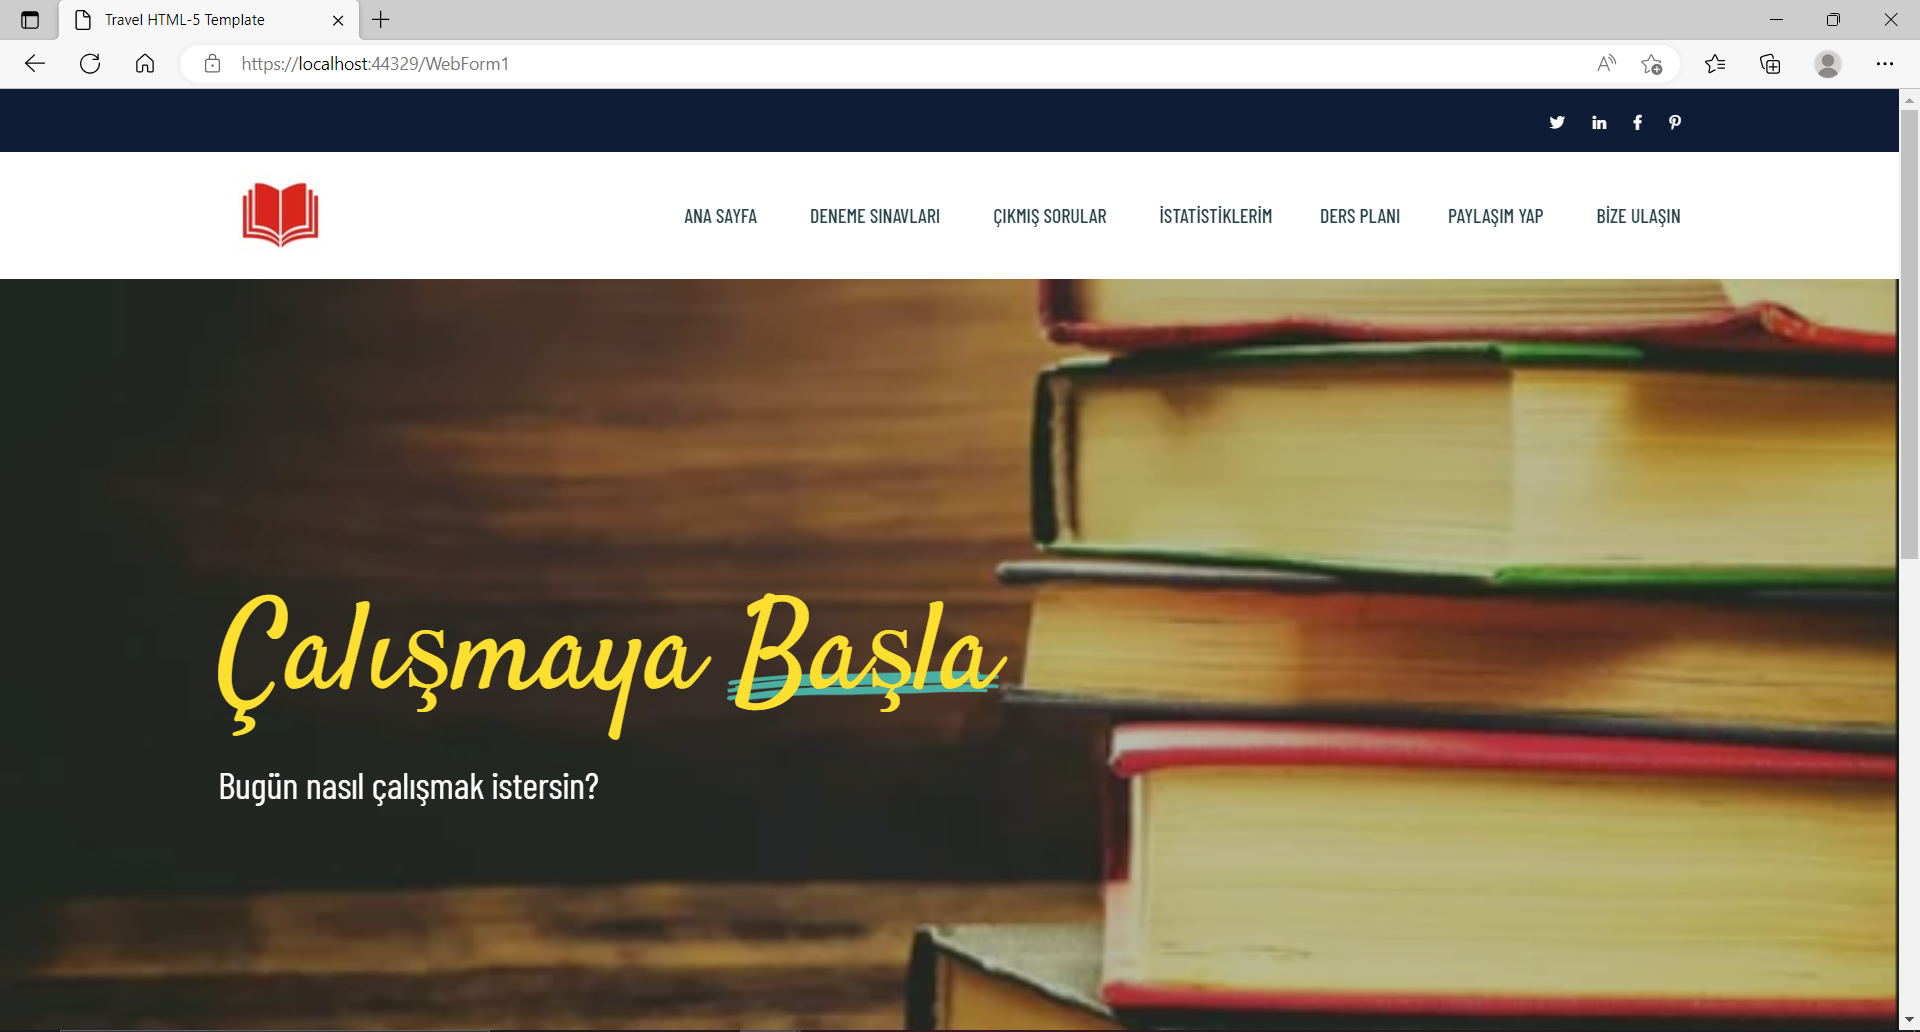 Travel HTML-5 Template
https://localhost:44329/WebForm1
ANA SAYFA DENEME SINAVLARI ÇIKMIŞ SORULAR İSTATİSTİKLERİM DERS PLANI PAYLAŞIM YAP BİZE ULAŞIN
Çalışmaya Başla
Bugün nasıl çalışmak istersin?